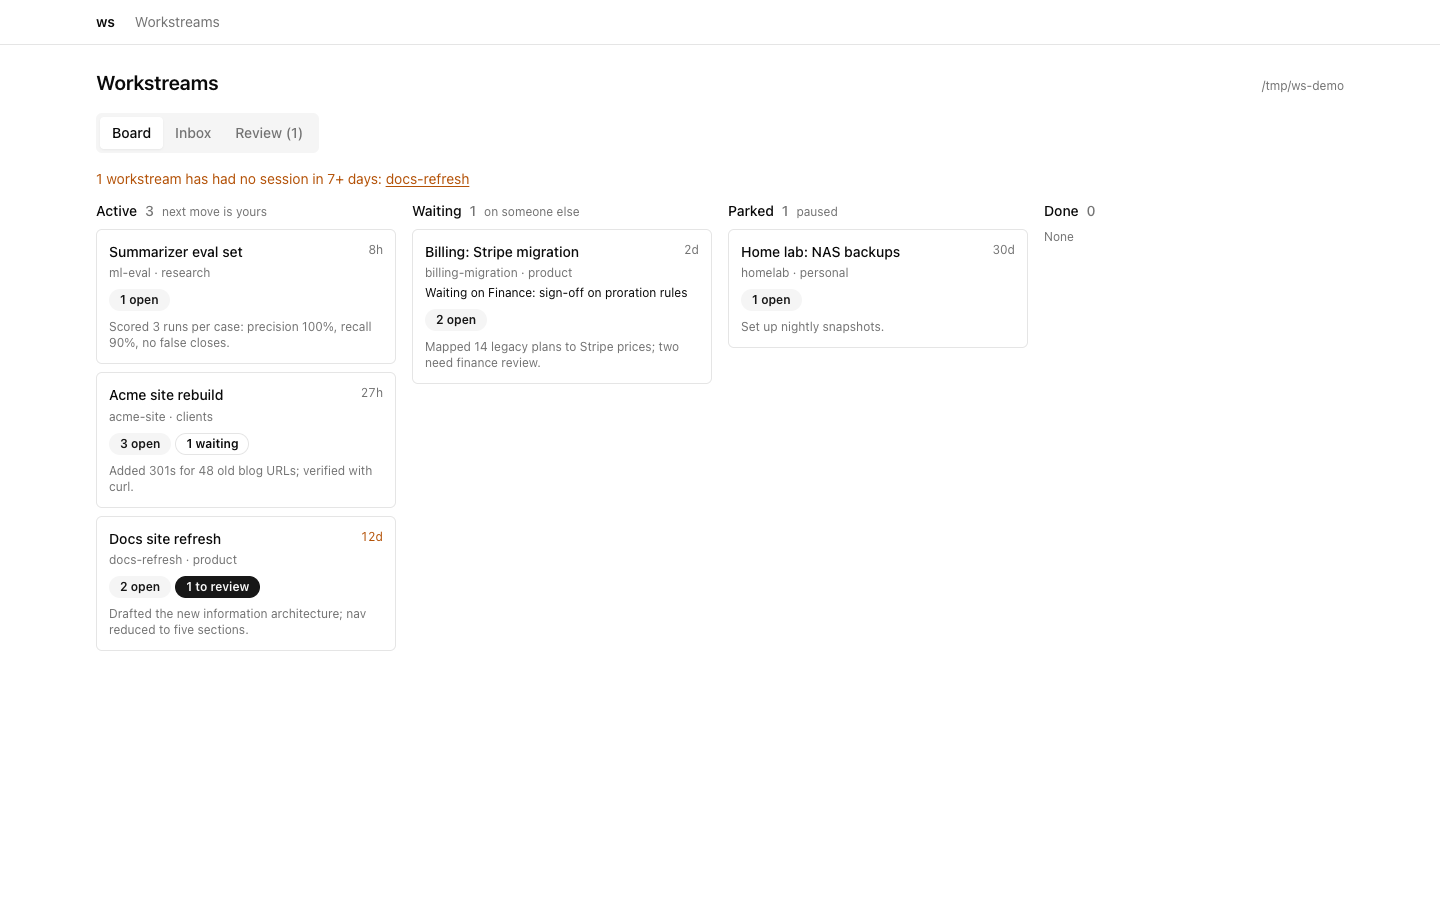 ws Workstreams
Workstreams
/tmp/ws-demo
Board Inbox Review (1)
1 workstream has had no session in 7+ days: docs-refresh
Active 3 next move is yours
Summarizer eval set 8h
ml-eval · research
1 open
Scored 3 runs per case: precision 100%, recall
90%, no false closes.
Acme site rebuild 27h
acme-site · clients
3 open 1 waiting
Added 301s for 48 old blog URLs; verified with
curl.
Docs site refresh 12d
docs-refresh · product
2 open 1 to review
Drafted the new information architecture; nav
reduced to five sections.
Waiting 1 on someone else
Billing: Stripe migration 2d
billing-migration · product
Waiting on Finance: sign-off on proration rules
2 open
Mapped 14 legacy plans to Stripe prices; two
need finance review.
Parked 1 paused
Home lab: NAS backups 30d
homelab · personal
1 open
Set up nightly snapshots.
Done 0
None